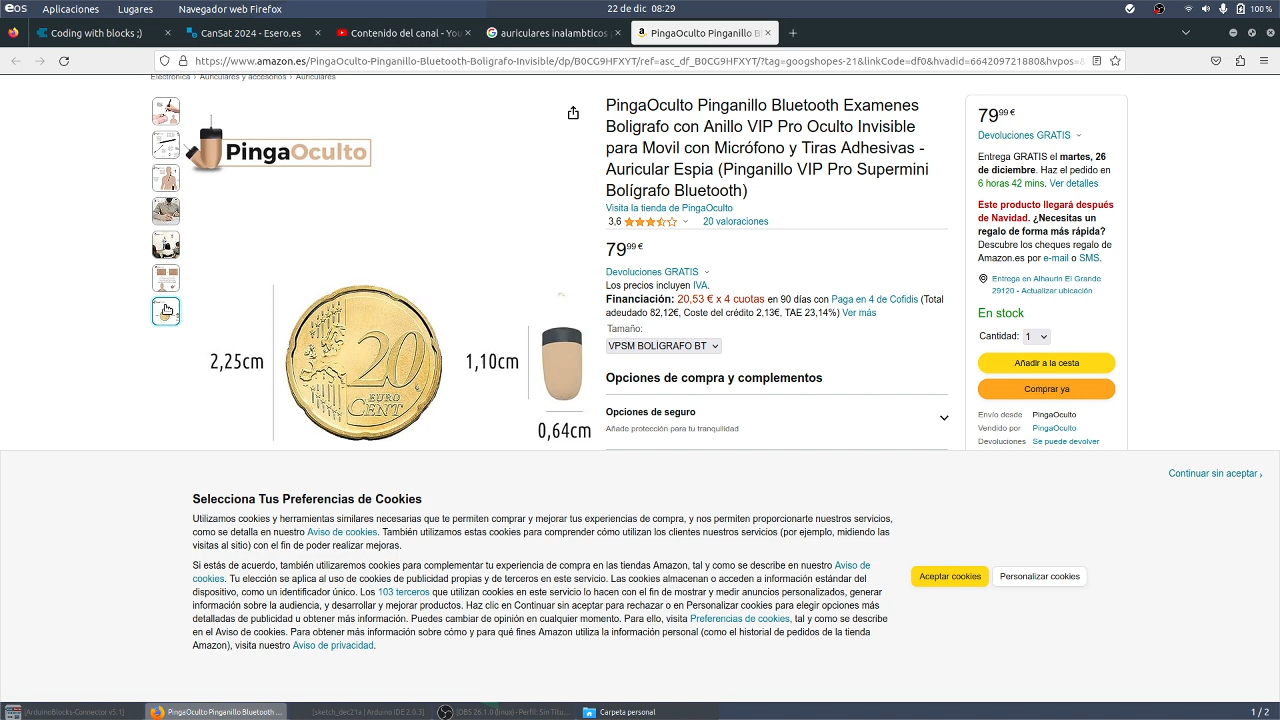 Aplicaciones Lugares Navegador web Firefox 22 de dic 08:29 100 %
Coding with blocks ;) CanSat 2024 - Esero.es Contenido del canal - You auriculares inalambticos PingaOculto Pinganillo B
https://www.amazon.es/PingaOculto-Pinganillo-Bluetooth-Boligrafo-Invisible/dp/B0CG9HFXYT/ref=asc_df_B0CG9HFXYT/?tag=googshopes-21&linkCode=df0&hvadid=664209721880&hvpos=&
Electrónica › Auriculares y accesorios › Auriculares
PingaOculto
2,25cm
20
EURO
CENT
1,10cm
0,64cm
PingaOculto Pinganillo Bluetooth Examenes
Boligrafo con Anillo VIP Pro Oculto Invisible
para Movil con Micrófono y Tiras Adhesivas -
Auricular Espia (Pinganillo VIP Pro Supermini
Bolígrafo Bluetooth)
Visita la tienda de PingaOculto
3,6 20 valoraciones
79,99 €
Devoluciones GRATIS
Los precios incluyen IVA.
Financiación: 20,53 € x 4 cuotas en 90 días con Paga en 4 de Cofidis (Total
adeudado 82,12€, Coste del crédito 2,13€, TAE 23,14%) Ver más
Tamaño:
VPSM BOLÍGRAFO BT
Opciones de compra y complementos
Opciones de seguro
Añade protección para tu tranquilidad
79,99 €
Devoluciones GRATIS
Entrega GRATIS el martes, 26
de diciembre. Haz el pedido en
6 horas 42 mins. Ver detalles
Este producto llegará después
de Navidad. ¿Necesitas un
regalo de forma más rápida?
Descubre los cheques regalo de
Amazon.es por e-mail o SMS.
Entrega en Alhaurín El Grande
29120 - Actualizar ubicación
En stock
Cantidad: 1
Añadir a la cesta
Comprar ya
Envío desde PingaOculto
Vendido por PingaOculto
Devoluciones Se puede devolver
Continuar sin aceptar ›
Selecciona Tus Preferencias de Cookies
Utilizamos cookies y herramientas similares necesarias que te permiten comprar y mejorar tus experiencias de compra, y nos permiten proporcionarte nuestros servicios,
como se detalla en nuestro Aviso de cookies. También utilizamos estas cookies para comprender cómo utilizan los clientes nuestros servicios (por ejemplo, midiendo las
visitas al sitio) con el fin de poder realizar mejoras.
Si estás de acuerdo, también utilizaremos cookies para complementar tu experiencia de compra en las tiendas Amazon, tal y como se describe en nuestro Aviso de
cookies. Tu elección se aplica al uso de cookies de publicidad propias y de terceros en este servicio. Las cookies almacenan o acceden a información estándar del
dispositivo, como un identificador único. Los 103 terceros que utilizan cookies en este servicio lo hacen con el fin de mostrar y medir anuncios personalizados, generar
información sobre la audiencia, y desarrollar y mejorar productos. Haz clic en Continuar sin aceptar para rechazar o en Personalizar cookies para elegir opciones más
detalladas de publicidad u obtener más información. Puedes cambiar de opinión en cualquier momento. Para ello, visita Preferencias de cookies, tal y como se describe
en el Aviso de cookies. Para obtener más información sobre cómo y para qué fines Amazon utiliza la información personal (como el historial de pedidos de la tienda
Amazon), visita nuestro Aviso de privacidad.
Aceptar cookies
Personalizar cookies
[ArduinoBlocks-Connector v5.1] PingaOculto Pinganillo Bluetooth ... [sketch_dec21a | Arduino IDE 2.0.3] [OBS 26.1.0 (linux) - Perfil: Sin Títu... Carpeta personal 1 / 2